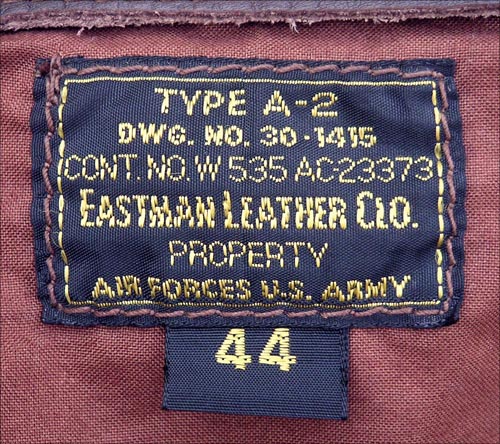 TYPE A-2
DWG. NO. 30-1415
CONT. NO. W 535 AC23373
EASTMAN LEATHER CLO.
PROPERTY
AIR FORCES U.S. ARMY
44